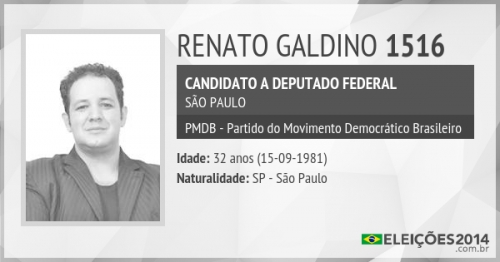 RENATO GALDINO 1516
CANDIDATO A DEPUTADO FEDERAL
SÃO PAULO
PMDB - Partido do Movimento Democrático Brasileiro
Idade: 32 anos (15-09-1981)
Naturalidade: SP - São Paulo
ELEIÇÕES2014
.com.br